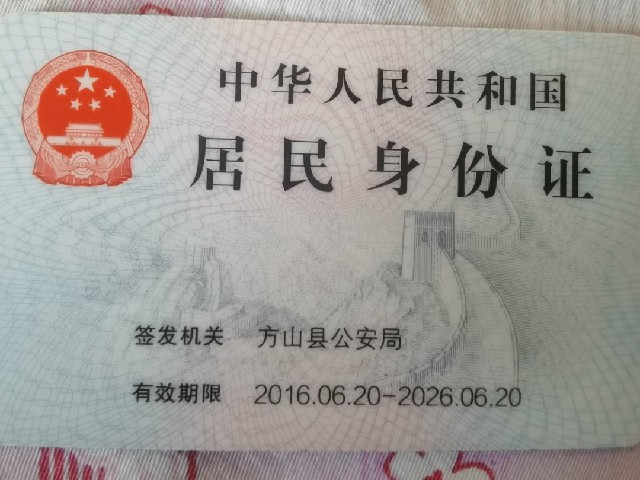 中华人民共和国
居民身份证
签发机关 方山县公安局
有效期限 2016.06.20-2026.06.20